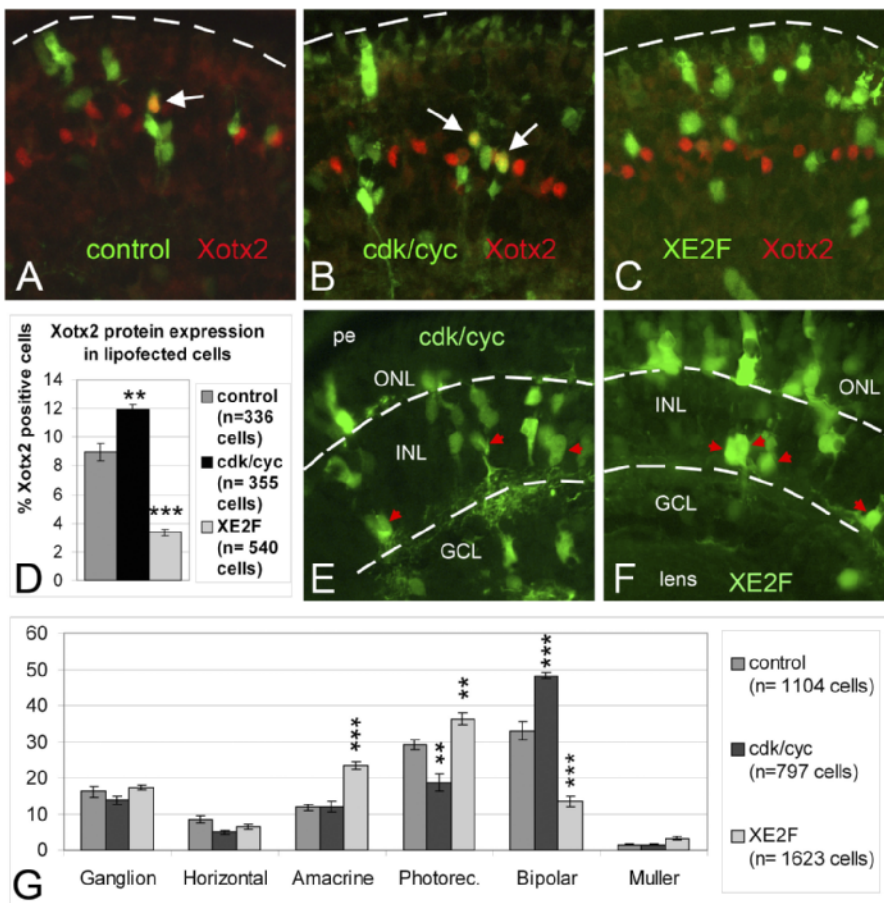 control Xotx2
A
cdk/cyc Xotx2
B
XE2F Xotx2
C
Xotx2 protein expression
in lipofected cells
% Xotx2 positive cells
14
12
10
8
6
4
2
0
**
***
control
(n=336
cells)
cdk/cyc
(n= 355
cells)
XE2F
(n= 540
cells)
D
pe
cdk/cyc
ONL
INL
GCL
E
ONL
INL
GCL
lens
XE2F
F
60
50
40
30
20
10
0
***
**
**
***
***
Ganglion Horizontal Amacrine Photorec. Bipolar Muller
control
(n= 1104 cells)
cdk/cyc
(n=797 cells)
XE2F
(n= 1623 cells)
G